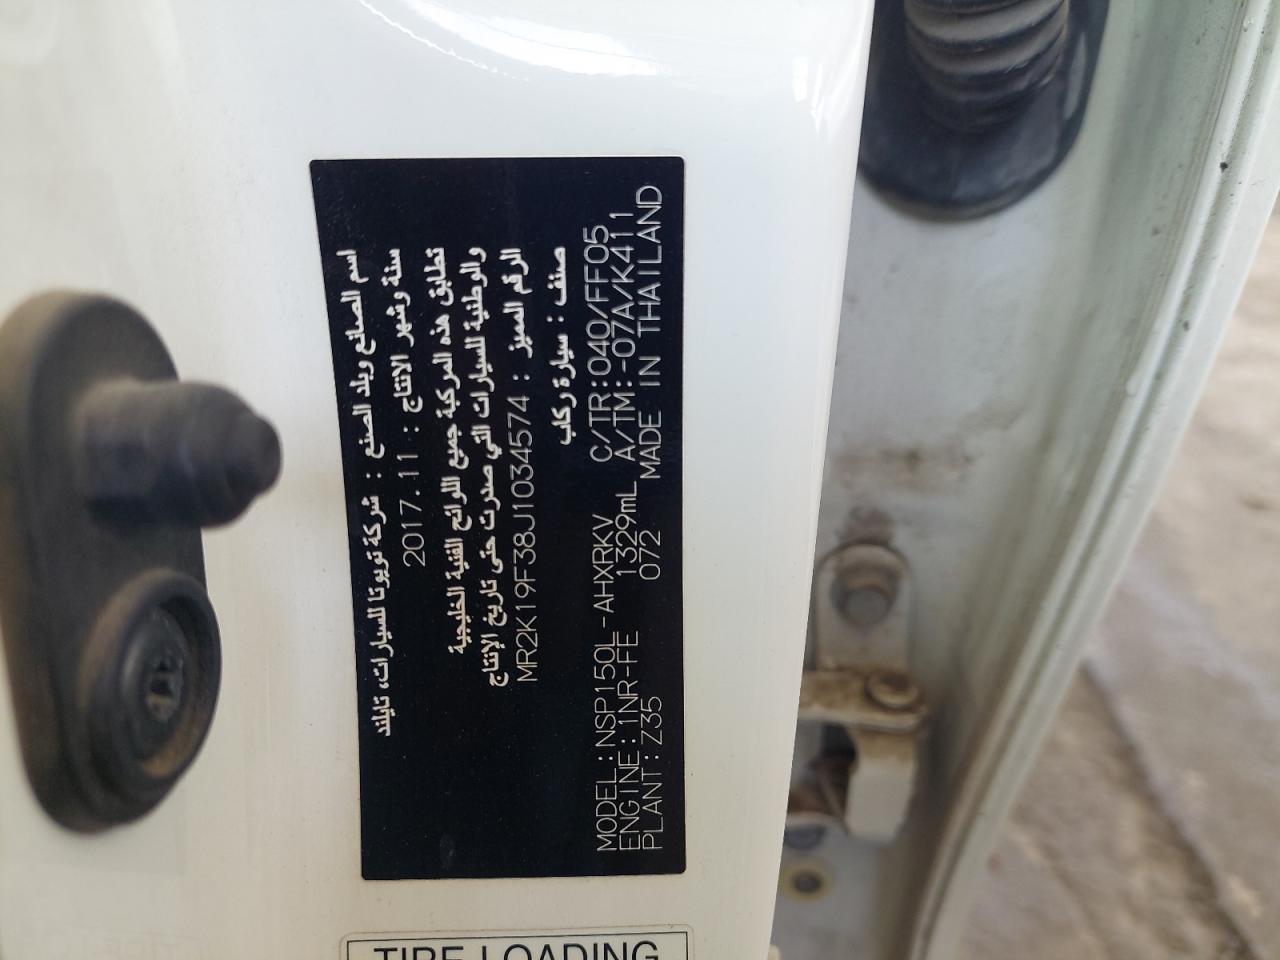 اسم الصانع وبلد الصنع : شركة تويوتا للسيارات، تايلند
سنة وشهر الانتاج : 2017.11
تطابق هذه المركبة جميع اللوائح الفنية الخليجية
والوطنية للسيارات التي صدرت حتى تاريخ الإنتاج
الرقم المميز : MR2K19F38J1034574
صنف : سيارة ركاب
MODEL:NSP150L-AHXRKV C/TR:040/FF05
ENGINE:1NR-FE 1329mL A/TM:-07A/K411
PLANT:Z35 072 MADE IN THAILAND
TIRE LOADING